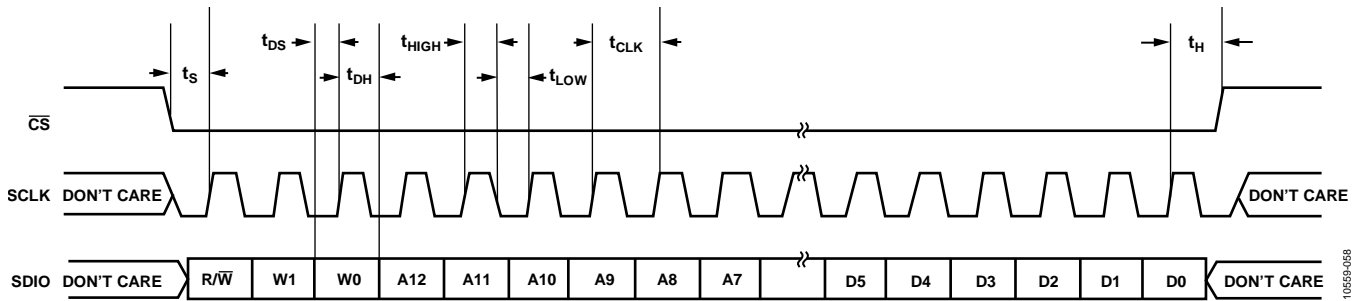 tDS
tHIGH
tCLK
tH
tS
tDH
tLOW
C̅S̅
SCLK DON'T CARE DON'T CARE
SDIO DON'T CARE R/W̅ W1 W0 A12 A11 A10 A9 A8 A7 D5 D4 D3 D2 D1 D0 DON'T CARE
10559-058